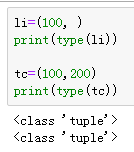 li=(100, )
print(type(li))
tc=(100,200)
print(type(tc))
<class 'tuple'>
<class 'tuple'>